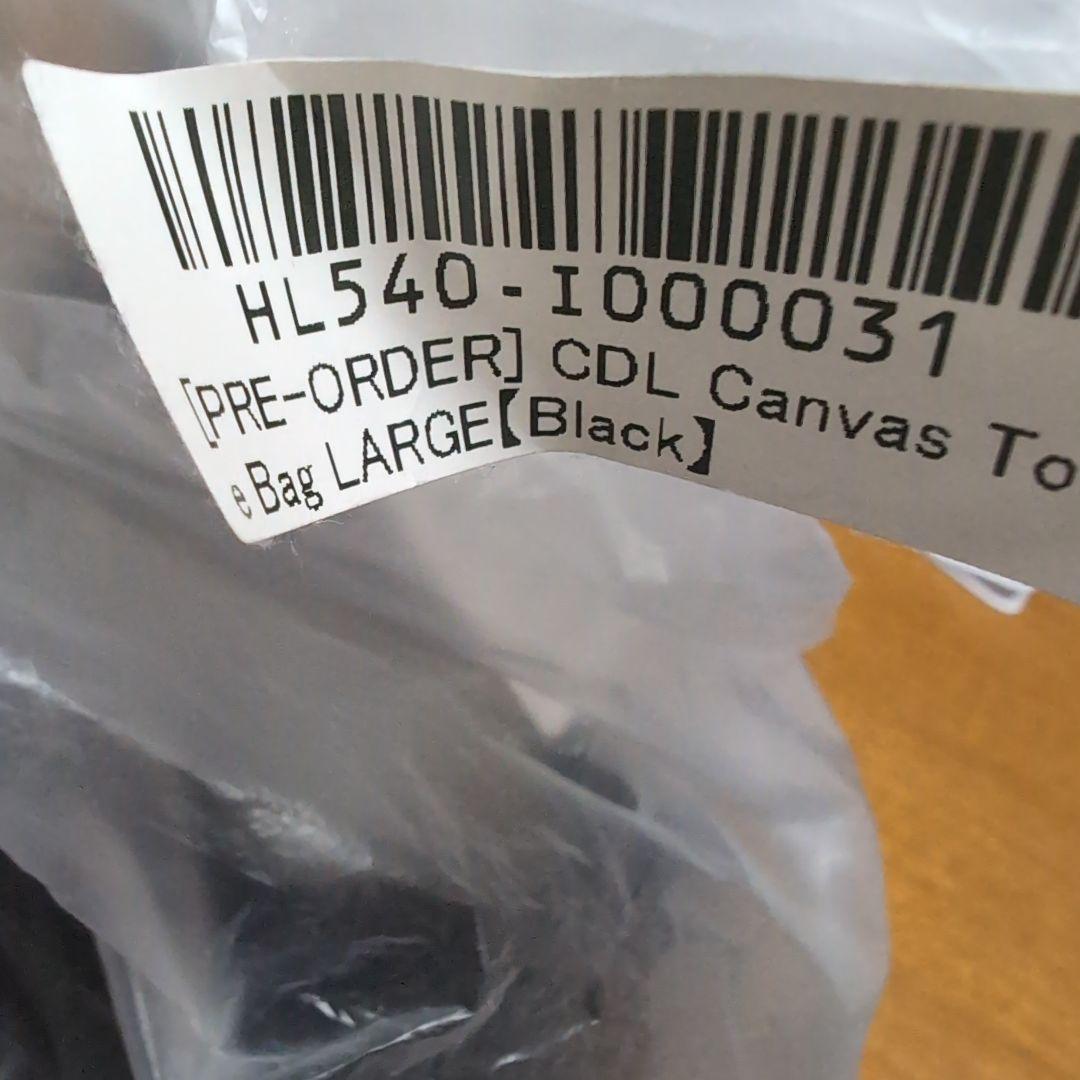 HL540-I000031
[PRE-ORDER] CDL Canvas To
e Bag LARGE【Black】